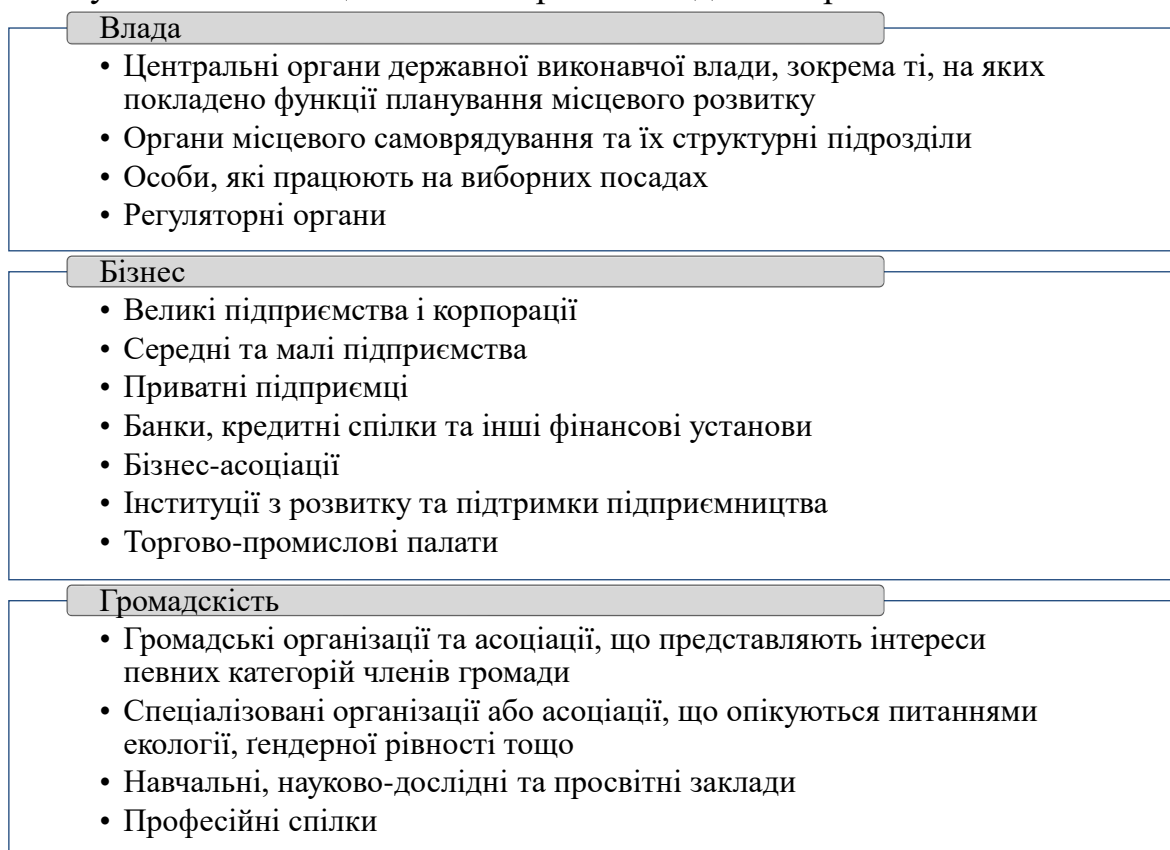 Влада
• Центральні органи державної виконавчої влади, зокрема ті, на яких
покладено функції планування місцевого розвитку
• Органи місцевого самоврядування та їх структурні підрозділи
• Особи, які працюють на виборних посадах
• Регуляторні органи
Бізнес
• Великі підприємства і корпорації
• Середні та малі підприємства
• Приватні підприємці
• Банки, кредитні спілки та інші фінансові установи
• Бізнес-асоціації
• Інституції з розвитку та підтримки підприємництва
• Торгово-промислові палати
Громадскість
• Громадські організації та асоціації, що представляють інтереси
певних категорій членів громади
• Спеціалізовані організації або асоціації, що опікуються питаннями
екології, ґендерної рівності тощо
• Навчальні, науково-дослідні та просвітні заклади
• Професійні спілки